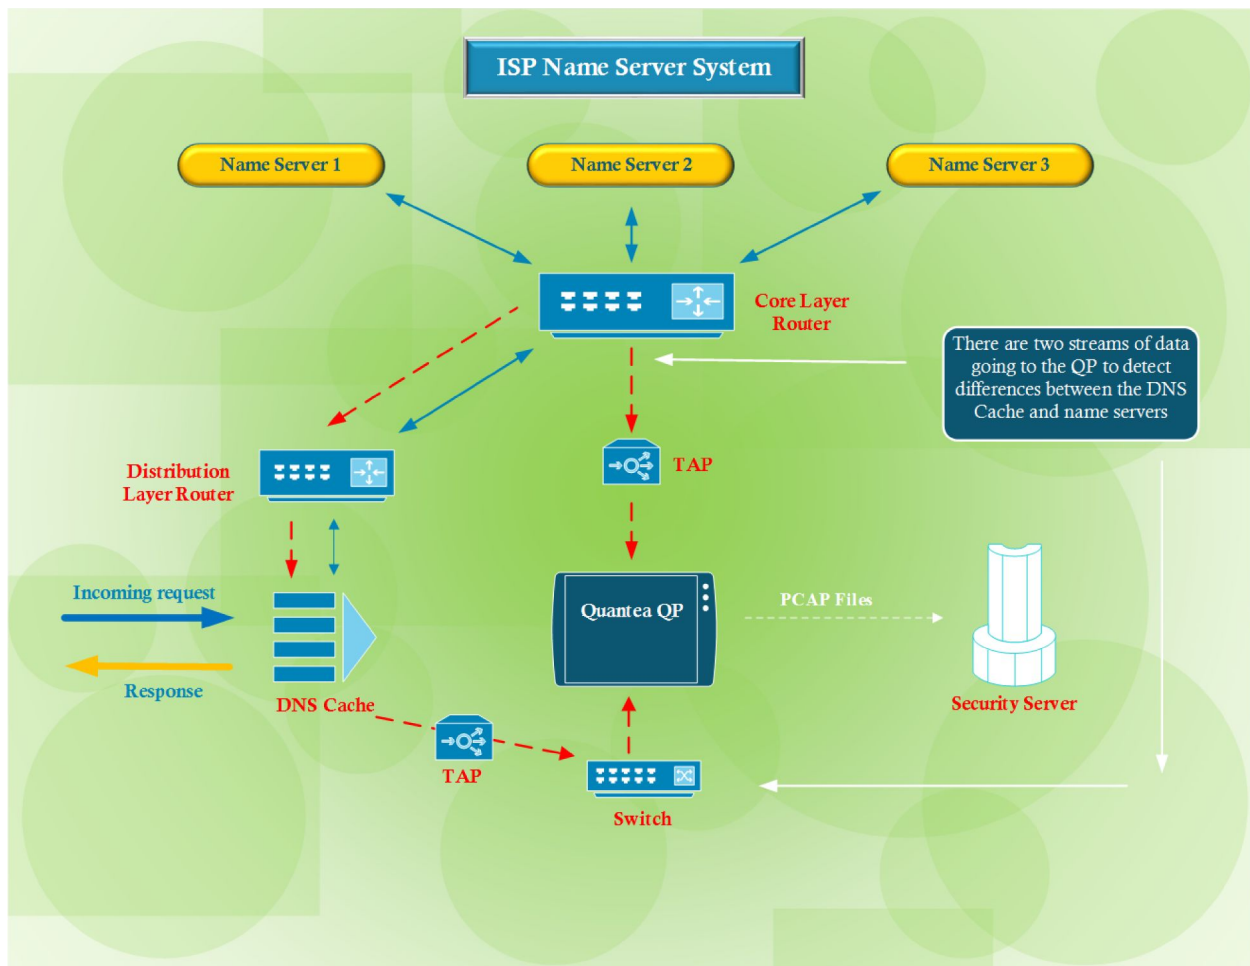 ISP Name Server System
Name Server 1
Name Server 2
Name Server 3
Core Layer
Router
There are two streams of data
going to the QP to detect
differences between the DNS
Cache and name servers
Distribution
Layer Router
TAP
Incoming request
Response
DNS Cache
Quantea QP
PCAP Files
Security Server
TAP
Switch